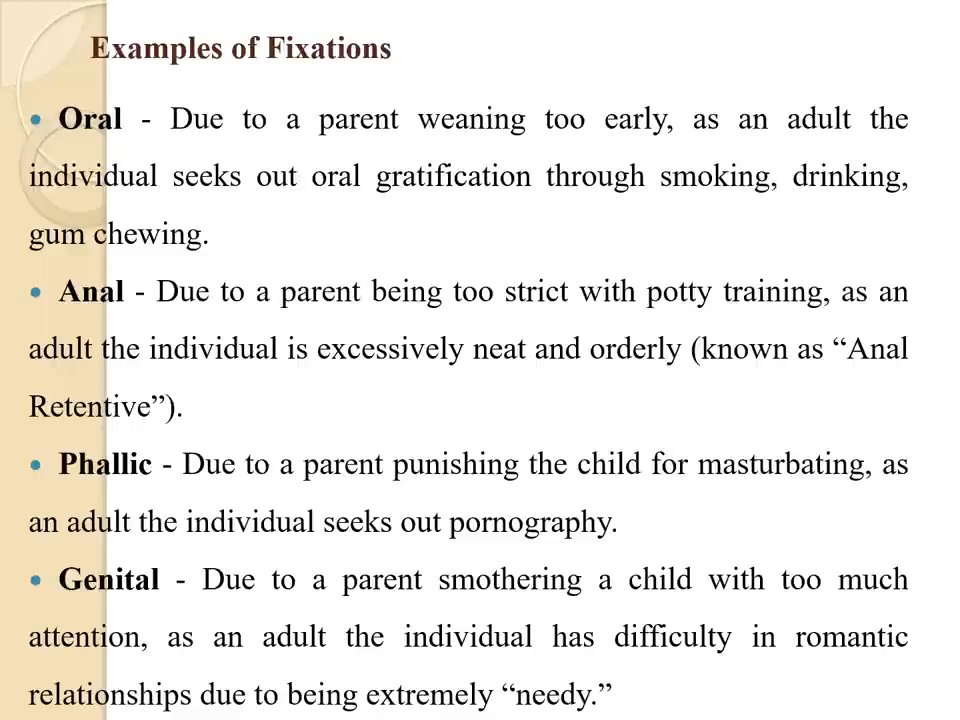 Examples of Fixations
• Oral - Due to a parent weaning too early, as an adult the
individual seeks out oral gratification through smoking, drinking,
gum chewing.
• Anal - Due to a parent being too strict with potty training, as an
adult the individual is excessively neat and orderly (known as “Anal
Retentive”).
• Phallic - Due to a parent punishing the child for masturbating, as
an adult the individual seeks out pornography.
• Genital - Due to a parent smothering a child with too much
attention, as an adult the individual has difficulty in romantic
relationships due to being extremely “needy.”